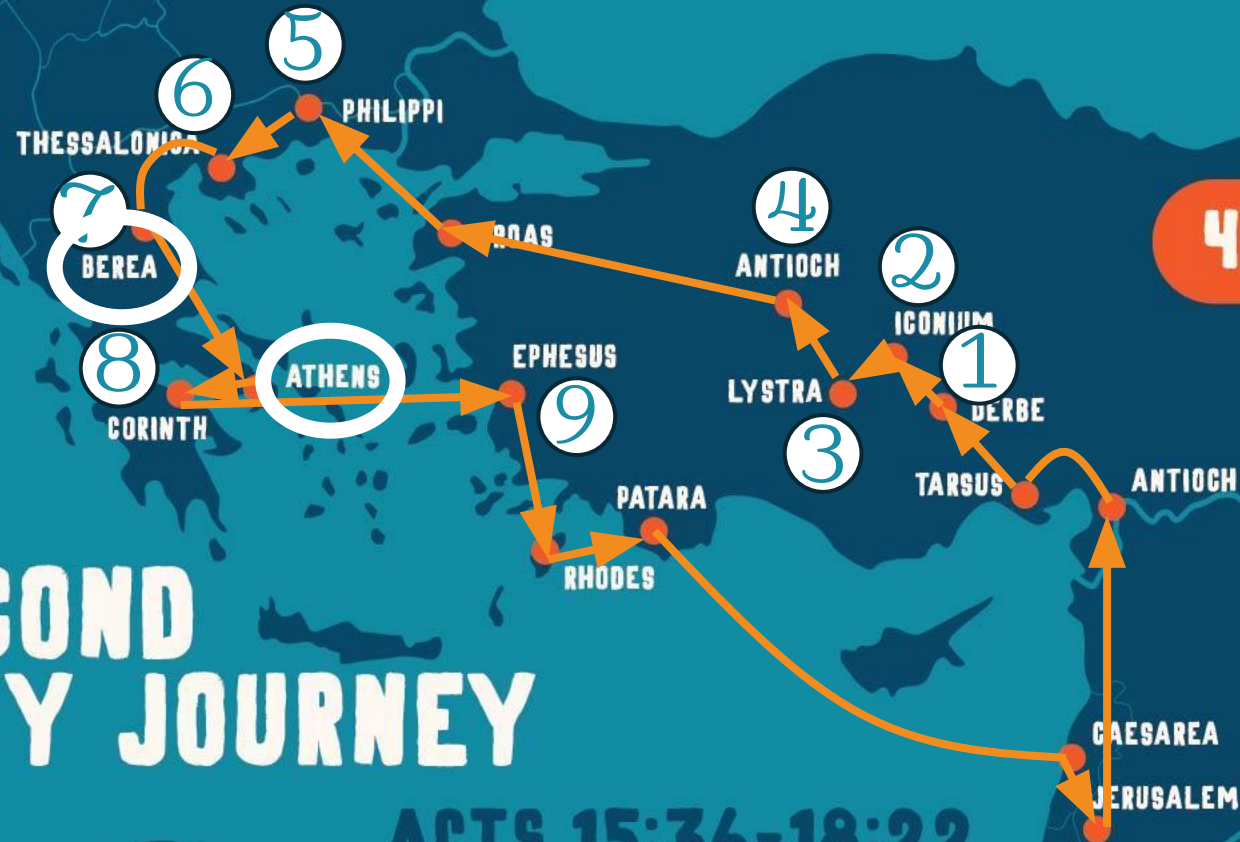 5
6
PHILIPPI
THESSALONICA
7
4
ROAS
4
BEREA
ANTIOCH
2
ICONIUM
8
ATHENS
EPHESUS
1
LYSTRA
DERBE
CORINTH
9
3
TARSUS
ANTIOCH
PATARA
RHODES
COND
Y JOURNEY
CAESAREA
JERUSALEM
ACTS 15:36-18:22